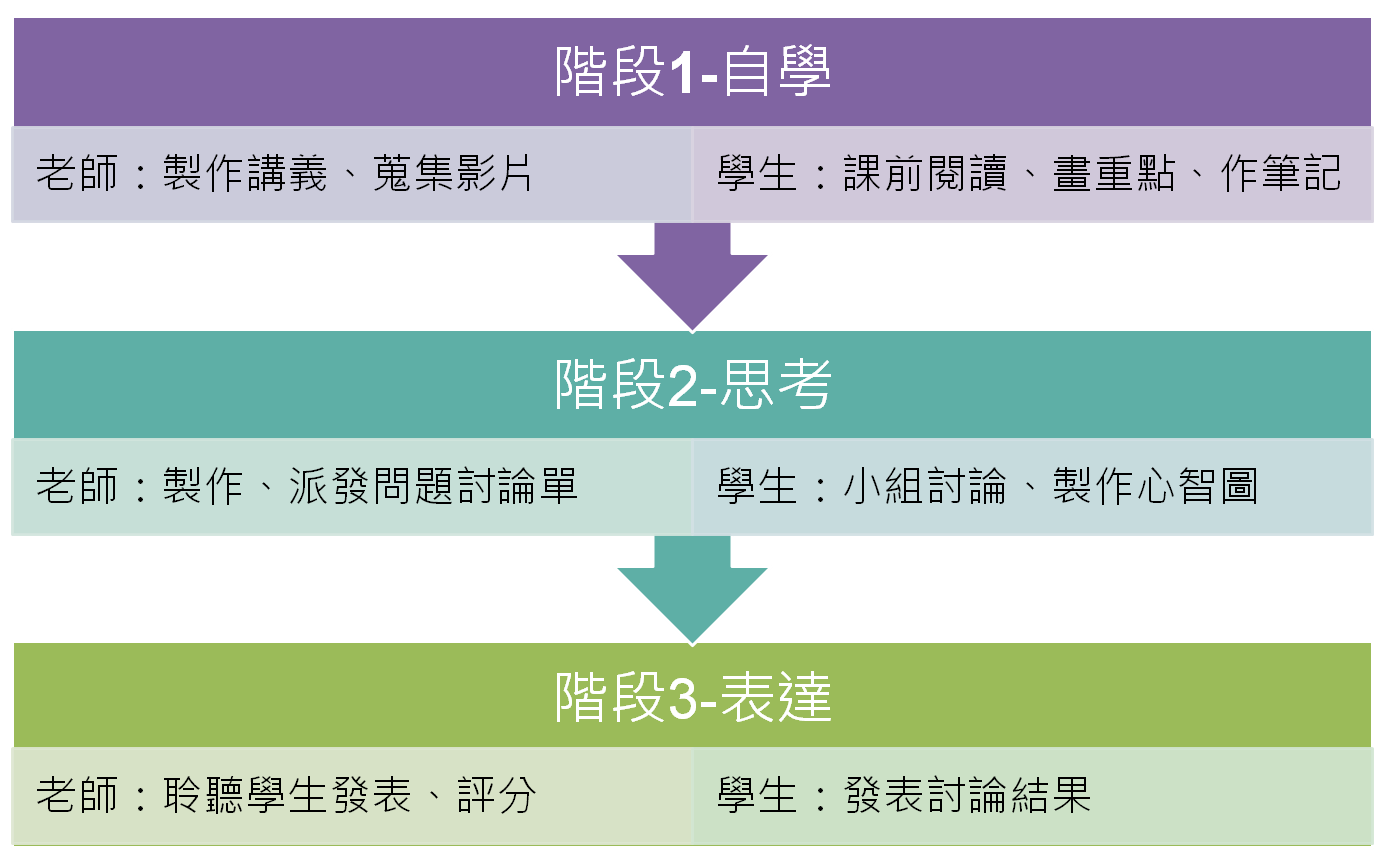 階段1-自學
老師：製作講義、蒐集影片
學生：課前閱讀、畫重點、作筆記
階段2-思考
老師：製作、派發問題討論單
學生：小組討論、製作心智圖
階段3-表達
老師：聆聽學生發表、評分
學生：發表討論結果